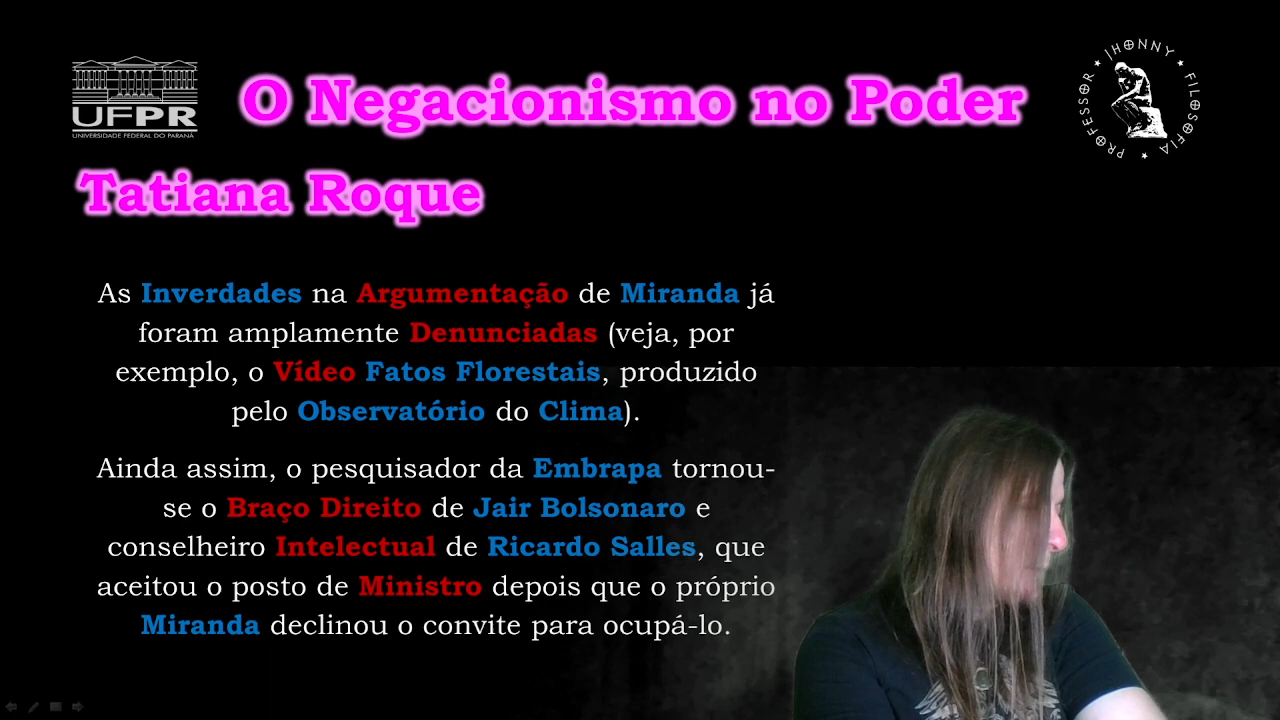 UFPR
UNIVERSIDADE FEDERAL DO PARANÁ
O Negacionismo no Poder
PROFESSOR ★ JHONNY ★ FILOSOFIA ★
Tatiana Roque
As Inverdades na Argumentação de Miranda já
foram amplamente Denunciadas (veja, por
exemplo, o Vídeo Fatos Florestais, produzido
pelo Observatório do Clima).
Ainda assim, o pesquisador da Embrapa tornou-
se o Braço Direito de Jair Bolsonaro e
conselheiro Intelectual de Ricardo Salles, que
aceitou o posto de Ministro depois que o próprio
Miranda declinou o convite para ocupá-lo.